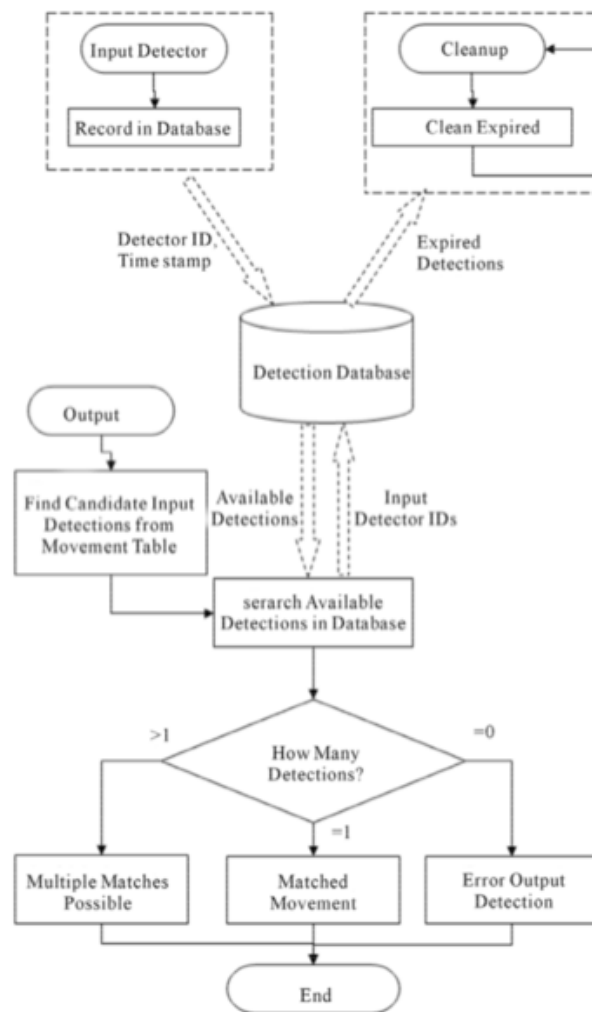 Input Detector
Record in Database
Cleanup
Clean Expired
Detector ID,
Time stamp
Expired
Detections
Detection Database
Output
Find Candidate Input
Detections from
Movement Table
Available
Detections
Input
Detector IDs
serarch Available
Detections in Database
>1
=0
How Many
Detections?
=1
Multiple Matches
Possible
Matched
Movement
Error Output
Detection
End